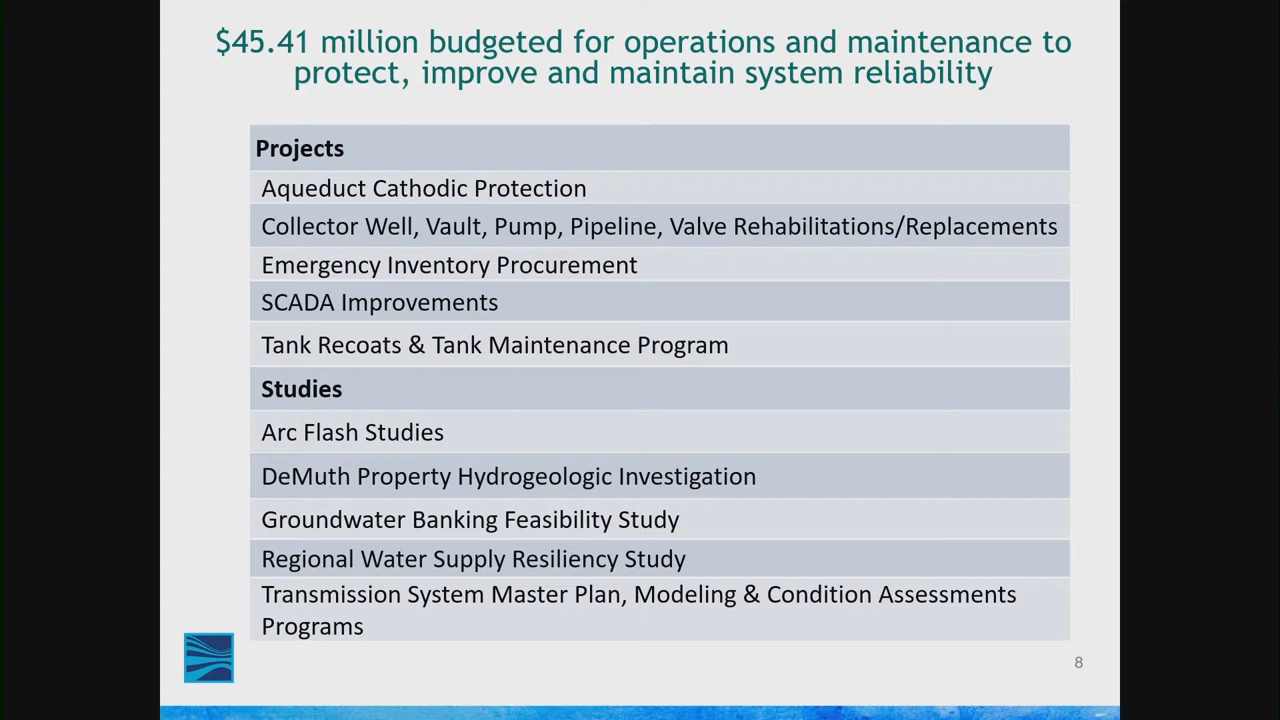 $45.41 million budgeted for operations and maintenance to
protect, improve and maintain system reliability
Projects
Aqueduct Cathodic Protection
Collector Well, Vault, Pump, Pipeline, Valve Rehabilitations/Replacements
Emergency Inventory Procurement
SCADA Improvements
Tank Recoats & Tank Maintenance Program
Studies
Arc Flash Studies
DeMuth Property Hydrogeologic Investigation
Groundwater Banking Feasibility Study
Regional Water Supply Resiliency Study
Transmission System Master Plan, Modeling & Condition Assessments
Programs
8